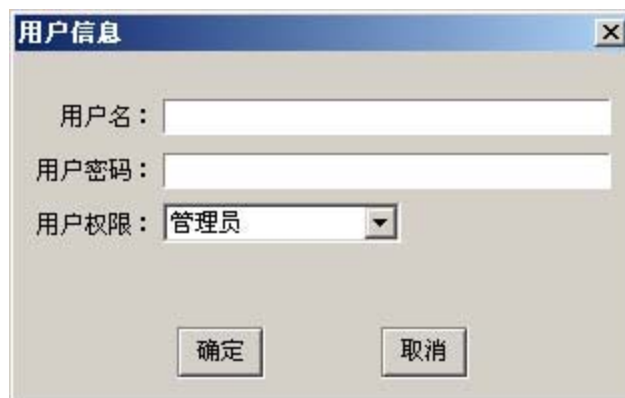 用户信息
用户名：
用户密码：
用户权限： 管理员
确定 取消